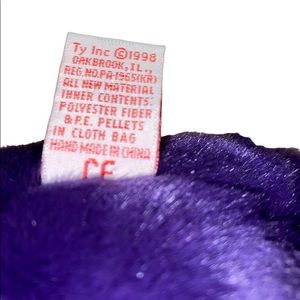 Ty Inc ©1998
OAKBROOK, IL.,
REG.NO.PA-1965(KR)
ALL NEW MATERIAL
INNER CONTENTS:
POLYESTER FIBER
& P.E. PELLETS
IN CLOTH BAG
HAND MADE IN CHINA
CE